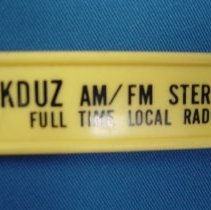 KDUZ AM/FM STER
FULL TIME LOCAL RAD